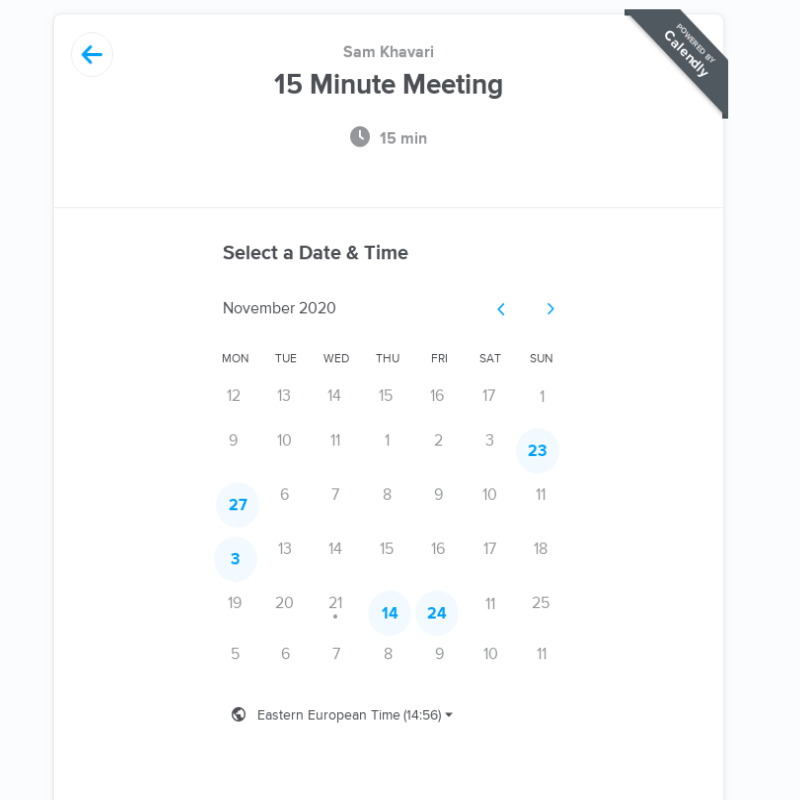 POWERED BY
Calendly
Sam Khavari
15 Minute Meeting
15 min
Select a Date & Time
November 2020
MON TUE WED THU FRI SAT SUN
12 13 14 15 16 17 1
9 10 11 1 2 3 23
27 6 7 8 9 10 11
3 13 14 15 16 17 18
19 20 21 14 24 11 25
5 6 7 8 9 10 11
Eastern European Time (14:56)